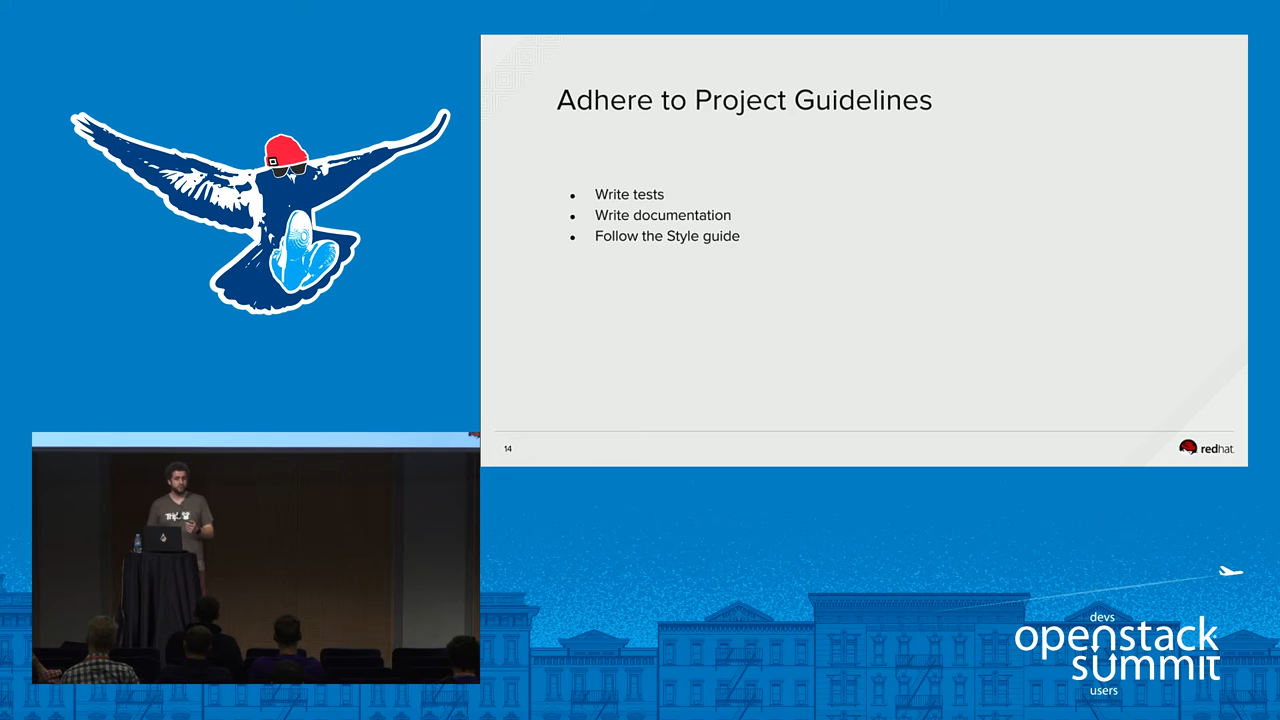 Adhere to Project Guidelines
• Write tests
• Write documentation
• Follow the Style guide
14
redhat.
devs
openstack
summit
users